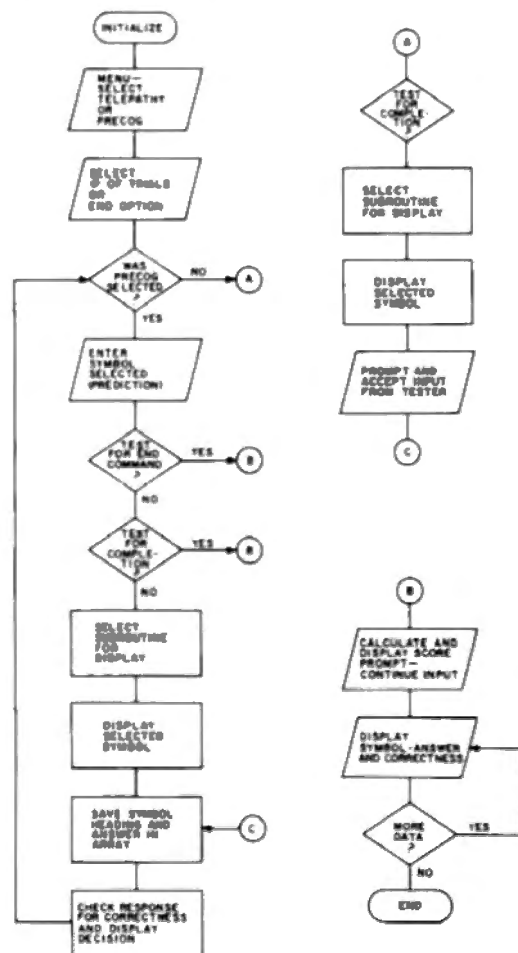 INITIALIZE
MENU—
SELECT
TELEPATHY
OR
PRECOG
SELECT
# OF TRIALS
OR
END OPTION
WAS
PRECOG
SELECTED
?
NO
A
YES
ENTER
SYMBOL
SELECTED
(PREDICTION)
TEST
FOR END
COMMAND
?
YES
B
NO
TEST
FOR
COMPLE-
TION
?
YES
B
NO
SELECT
SUBROUTINE
FOR
DISPLAY
DISPLAY
SELECTED
SYMBOL
SAVE SYMBOL
HEADING AND
ANSWER IN
ARRAY
C
CHECK RESPONSE
FOR CORRECTNESS
AND DISPLAY
DECISION
A
TEST
FOR
COMPLE-
TION
?
SELECT
SUBROUTINE
FOR DISPLAY
DISPLAY
SELECTED
SYMBOL
PROMPT AND
ACCEPT INPUT
FROM TESTER
C
B
CALCULATE AND
DISPLAY SCORE
PROMPT—
CONTINUE INPUT
DISPLAY
SYMBOL-ANSWER
AND CORRECTNESS
MORE
DATA
?
YES
NO
END